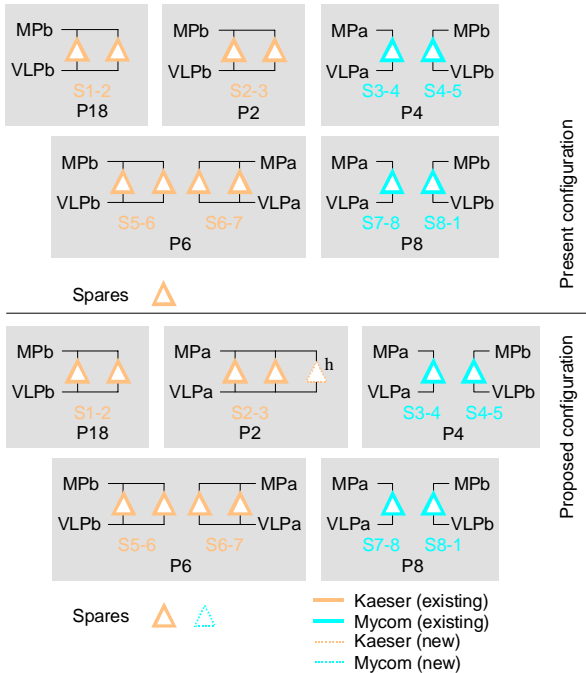 MPb MPb MPa MPb
VLPb VLPb VLPa VLPb
S1-2 S2-3 S3-4 S4-5
P18 P2 P4
MPb MPa MPa MPb
VLPb VLPa VLPa VLPb
S5-6 S6-7 S7-8 S8-1
P6 P8
Spares
Present configuration
MPb MPa h MPa MPb
VLPb VLPa VLPa VLPb
S1-2 S2-3 S3-4 S4-5
P18 P2 P4
MPb MPa MPa MPb
VLPb VLPa VLPa VLPb
S5-6 S6-7 S7-8 S8-1
P6 P8
Spares
Proposed configuration
Kaeser (existing)
Mycom (existing)
Kaeser (new)
Mycom (new)